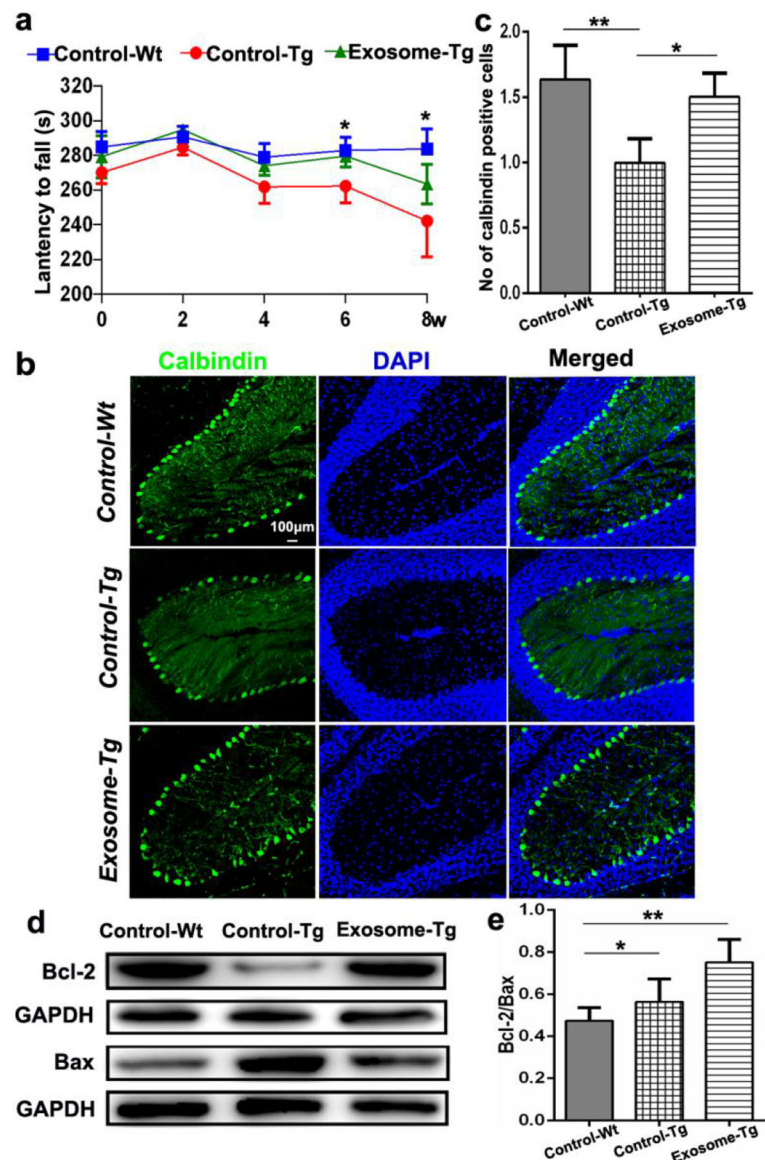 a
Control-Wt Control-Tg Exosome-Tg
Lantency to fall (s)
320
300
280
260
240
220
200
* *
0 2 4 6 8w
c
No of calbindin positive cells
2.0
1.5
1.0
0.5
0.0
** *
Control-Wt Control-Tg Exosome-Tg
b
Calbindin DAPI Merged
Control-Wt
100μm
Control-Tg
Exosome-Tg
d
Control-Wt Control-Tg Exosome-Tg
Bcl-2
GAPDH
Bax
GAPDH
e
Bcl-2/Bax
1.0
0.8
0.6
0.4
0.2
0.0
**
*
Control-Wt Control-Tg Exosome-Tg